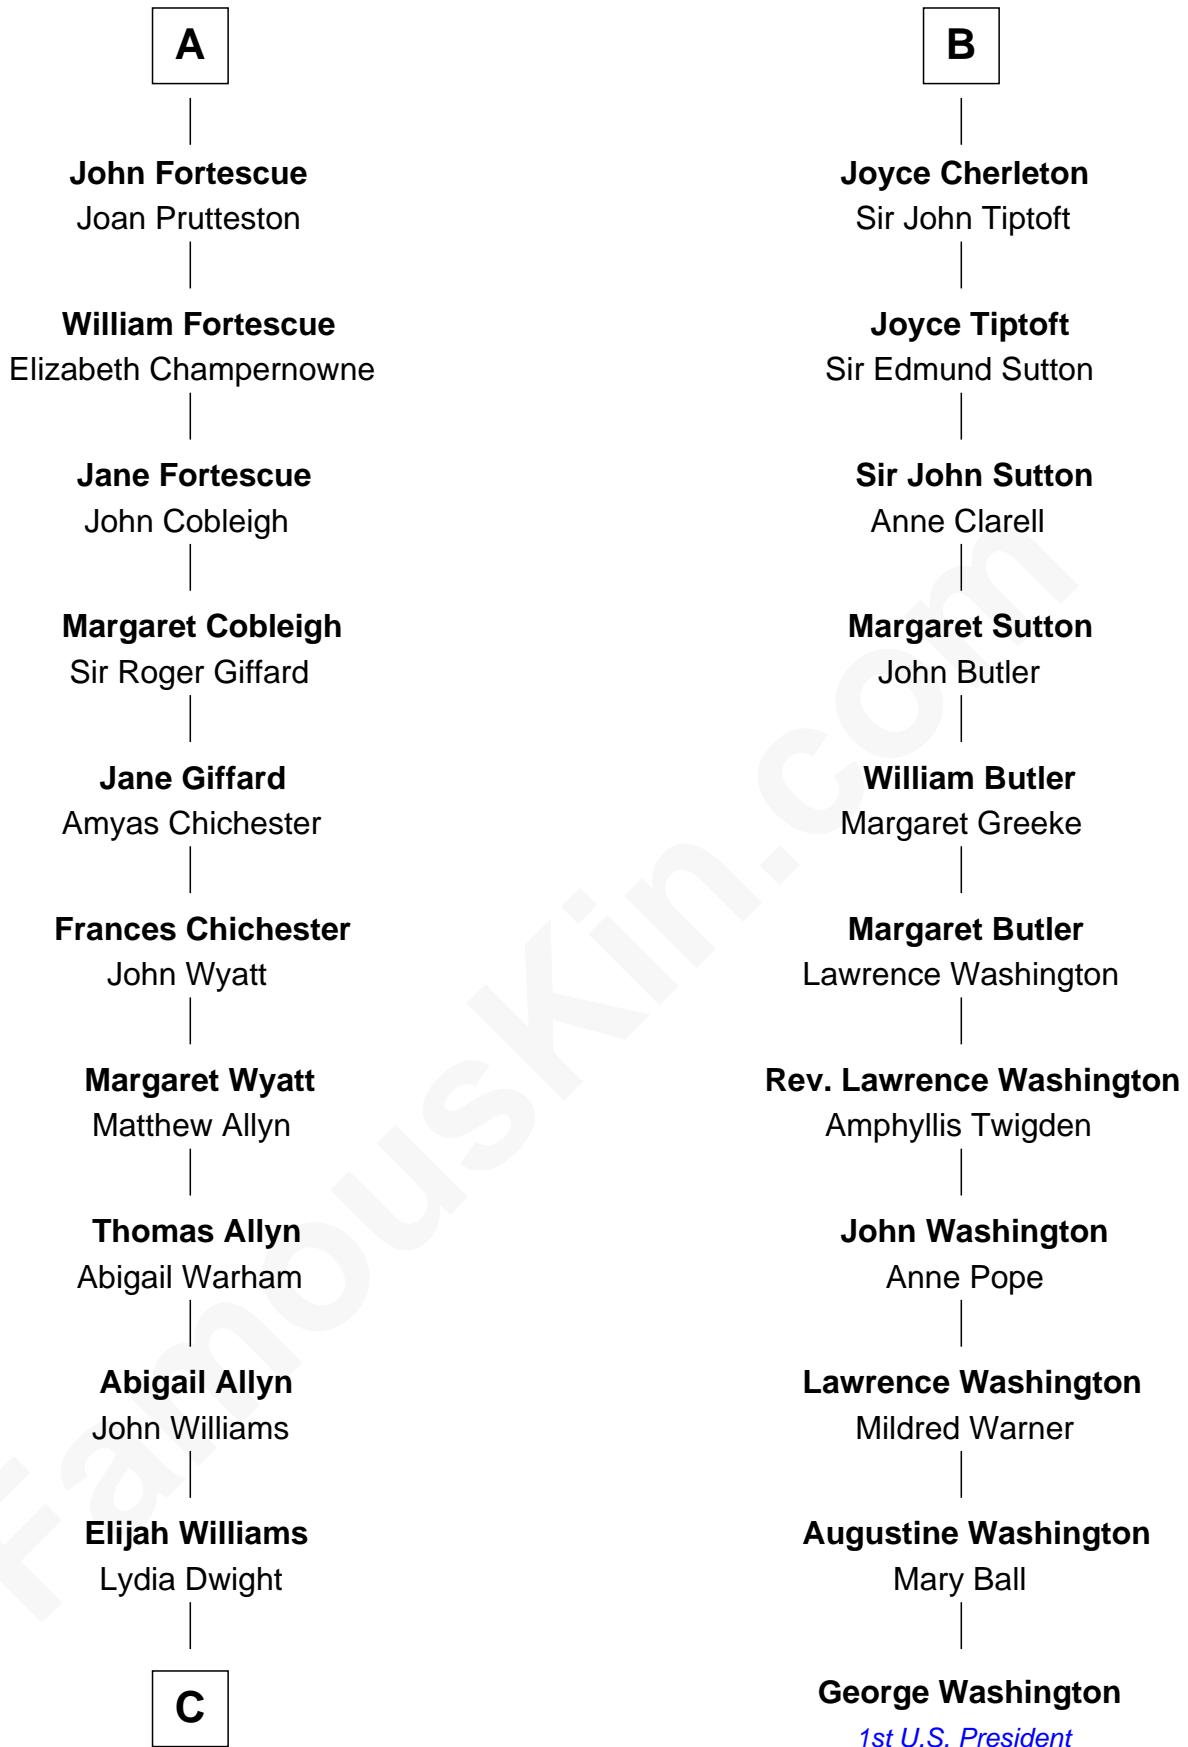 A
John Fortescue
Joan Prutteston
William Fortescue
Elizabeth Champernowne
Jane Fortescue
John Cobleigh
Margaret Cobleigh
Sir Roger Giffard
Jane Giffard
Amyas Chichester
Frances Chichester
John Wyatt
Margaret Wyatt
Matthew Allyn
Thomas Allyn
Abigail Warham
Abigail Allyn
John Williams
Elijah Williams
Lydia Dwight
C
B
Joyce Cherleton
Sir John Tiptoft
Joyce Tiptoft
Sir Edmund Sutton
Sir John Sutton
Anne Clarell
Margaret Sutton
John Butler
William Butler
Margaret Greeke
Margaret Butler
Lawrence Washington
Rev. Lawrence Washington
Amphyllis Twigden
John Washington
Anne Pope
Lawrence Washington
Mildred Warner
Augustine Washington
Mary Ball
George Washington
1st U.S. President
FamousKin.com